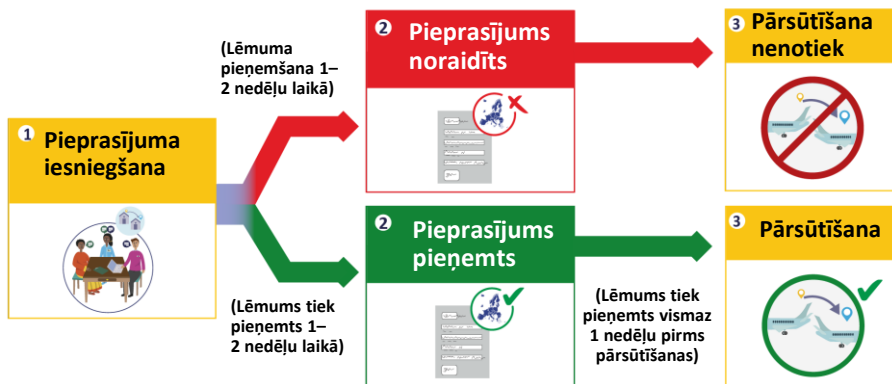 1 Pieprasījuma
iesniegšana
(Lēmuma
pieņemšana 1–
2 nedēļu laikā)
2 Pieprasījums
noraidīts
3 Pārsūtīšana
nenotiek
(Lēmums tiek
pieņemts 1–
2 nedēļu laikā)
2 Pieprasījums
pieņemts
(Lēmums tiek
pieņemts vismaz
1 nedēļu pirms
pārsūtīšanas)
3 Pārsūtīšana